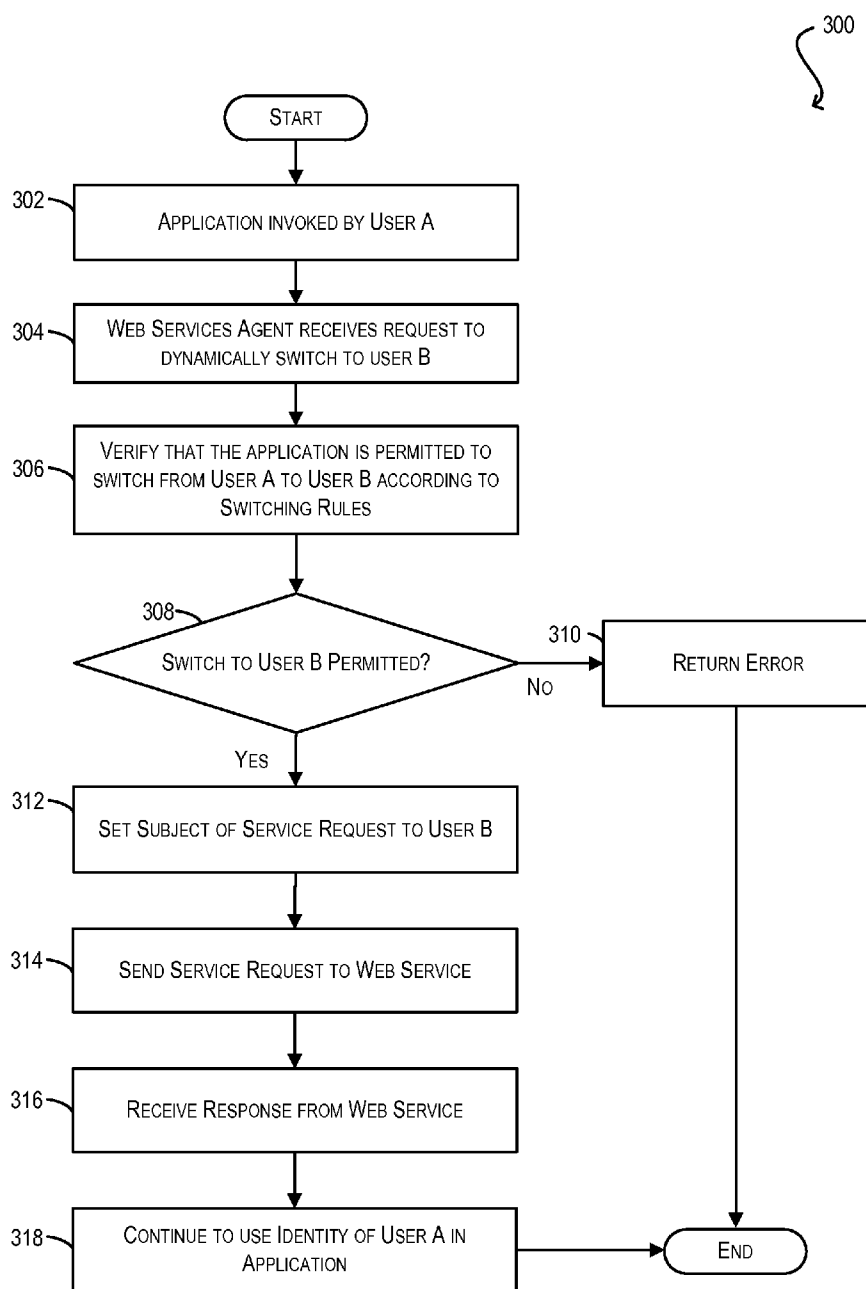 300
START
302
APPLICATION INVOKED BY USER A
304
WEB SERVICES AGENT RECEIVES REQUEST TO
DYNAMICALLY SWITCH TO USER B
306
VERIFY THAT THE APPLICATION IS PERMITTED TO
SWITCH FROM USER A TO USER B ACCORDING TO
SWITCHING RULES
308
SWITCH TO USER B PERMITTED?
NO
310
RETURN ERROR
YES
312
SET SUBJECT OF SERVICE REQUEST TO USER B
314
SEND SERVICE REQUEST TO WEB SERVICE
316
RECEIVE RESPONSE FROM WEB SERVICE
318
CONTINUE TO USE IDENTITY OF USER A IN
APPLICATION
END